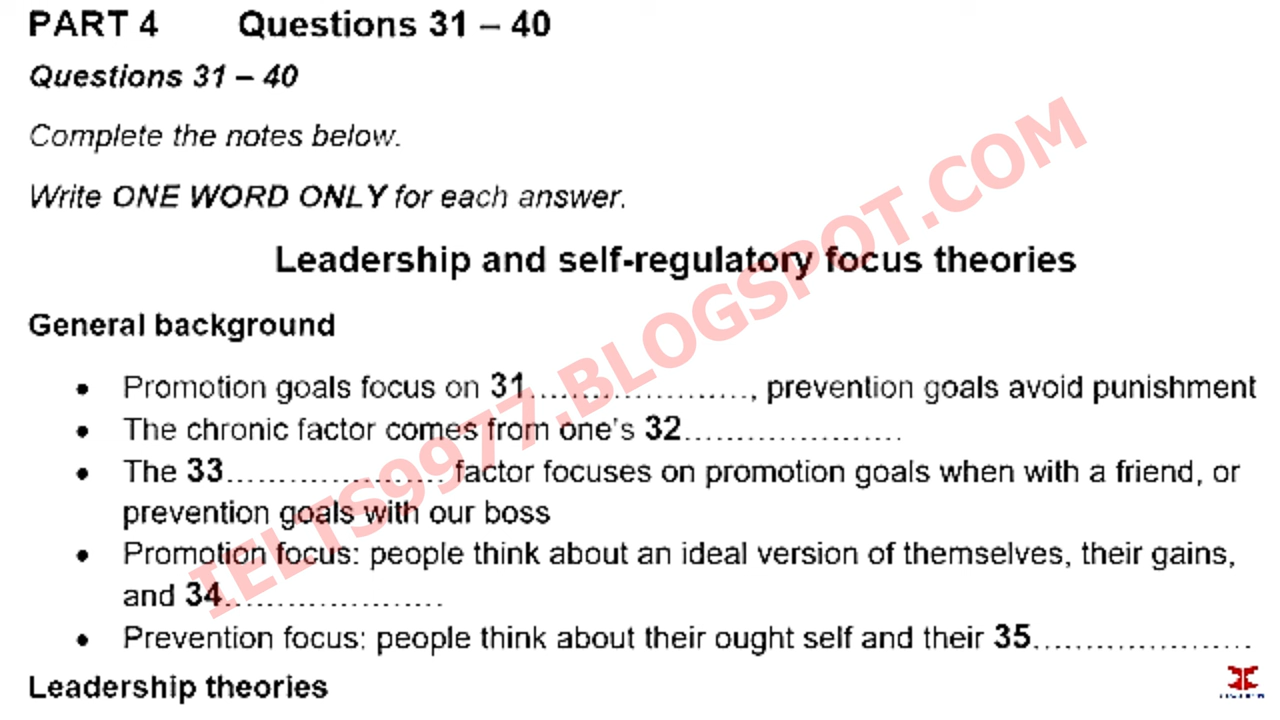 PART 4 Questions 31 – 40
Questions 31 – 40
Complete the notes below.
Write ONE WORD ONLY for each answer.
Leadership and self-regulatory focus theories
General background
• Promotion goals focus on 31....................., prevention goals avoid punishment
• The chronic factor comes from one's 32.....................
• The 33..................... factor focuses on promotion goals when with a friend, or
prevention goals with our boss
• Promotion focus: people think about an ideal version of themselves, their gains,
and 34.....................
• Prevention focus: people think about their ought self and their 35.....................
Leadership theories
IELTS9977.BLOGSPOT.COM